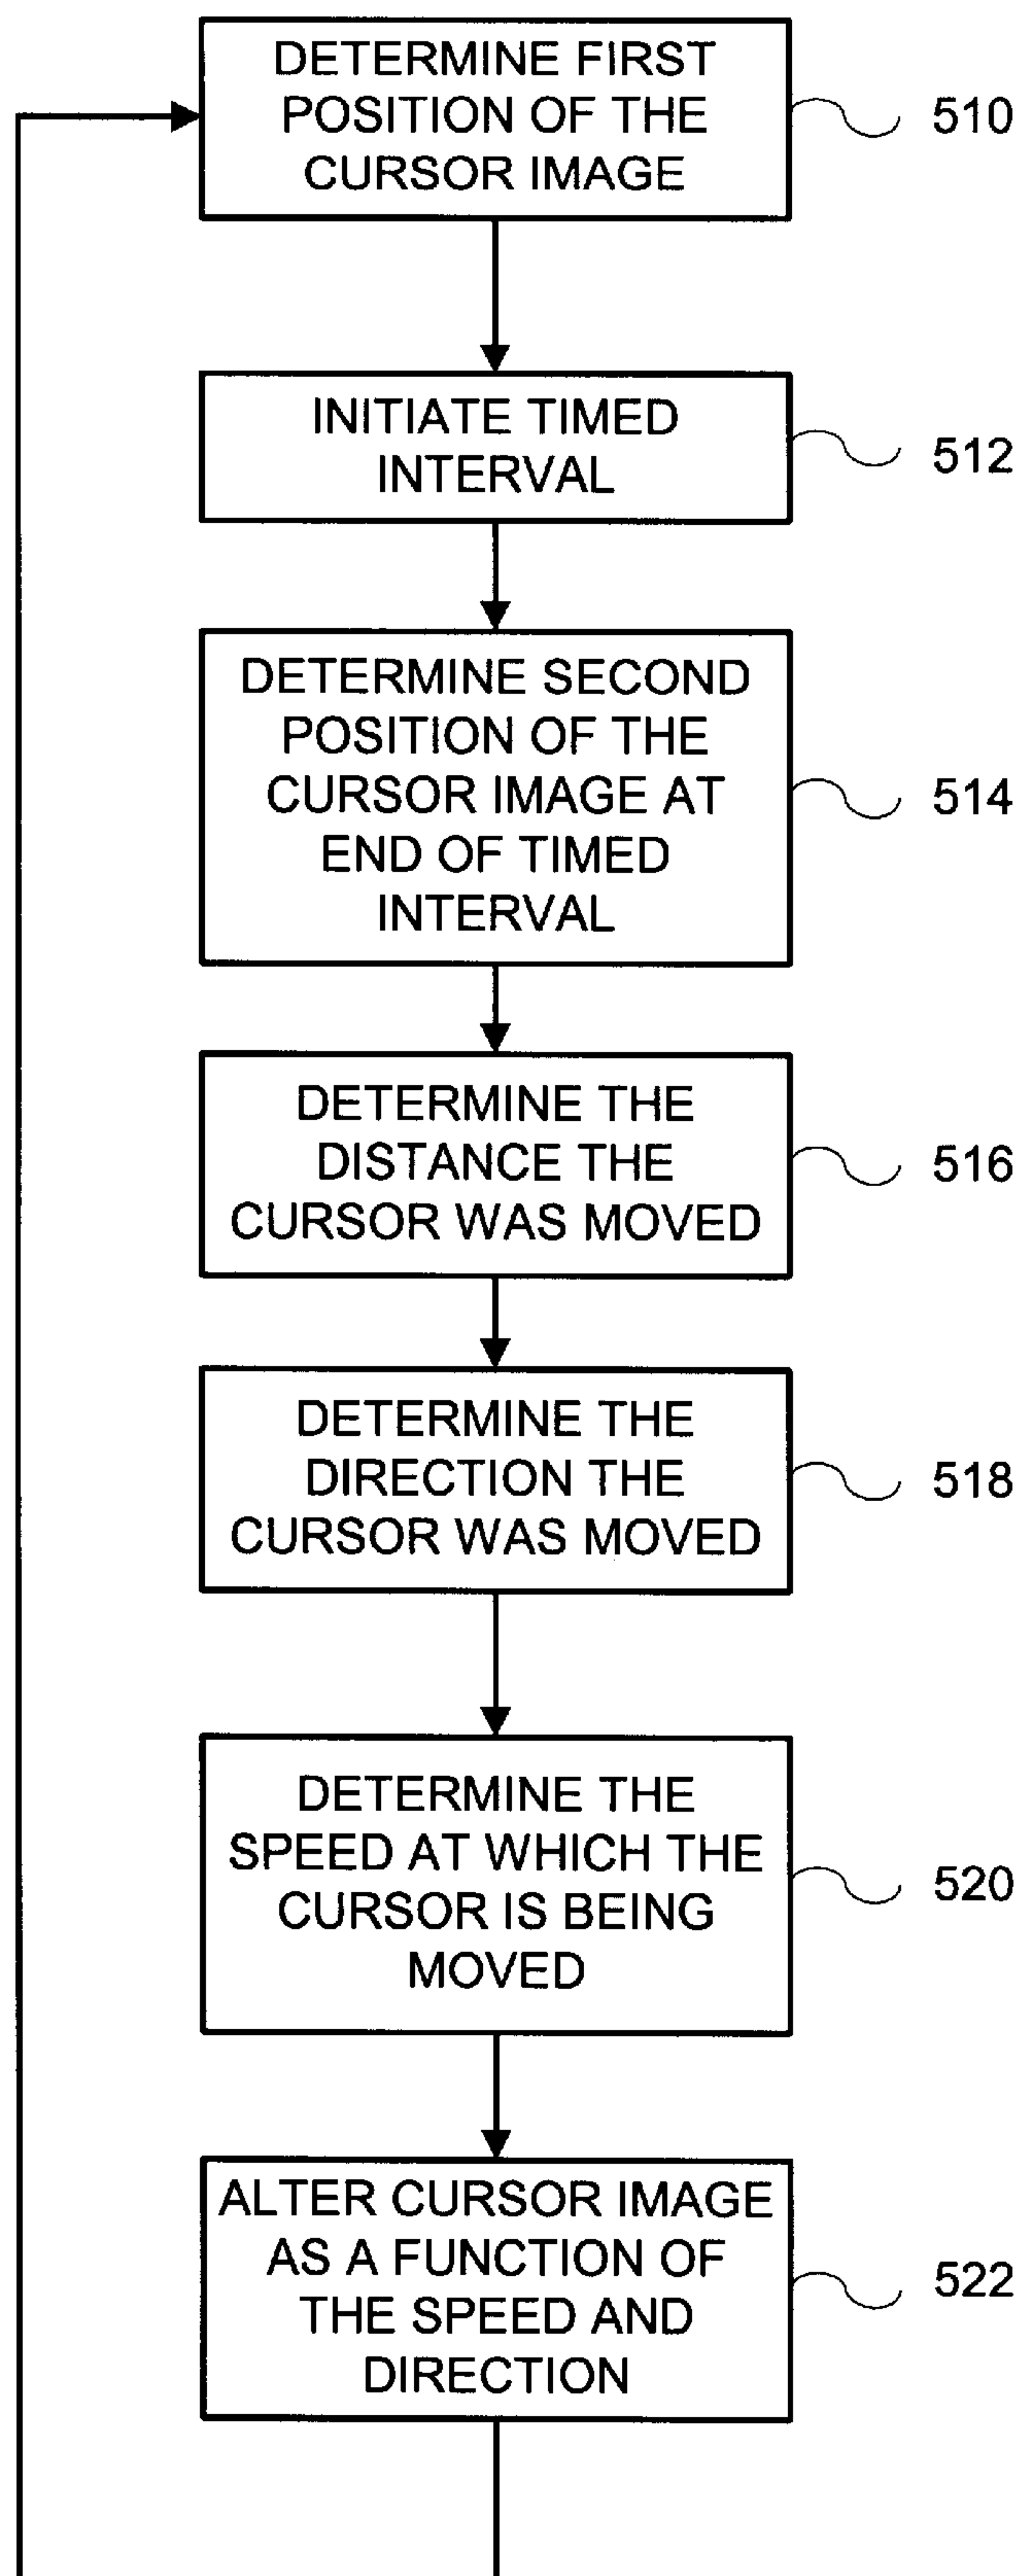 DETERMINE FIRST
POSITION OF THE
CURSOR IMAGE
510
INITIATE TIMED
INTERVAL
512
DETERMINE SECOND
POSITION OF THE
CURSOR IMAGE AT
END OF TIMED
INTERVAL
514
DETERMINE THE
DISTANCE THE
CURSOR WAS MOVED
516
DETERMINE THE
DIRECTION THE
CURSOR WAS MOVED
518
DETERMINE THE
SPEED AT WHICH THE
CURSOR IS BEING
MOVED
520
ALTER CURSOR IMAGE
AS A FUNCTION OF
THE SPEED AND
DIRECTION
522